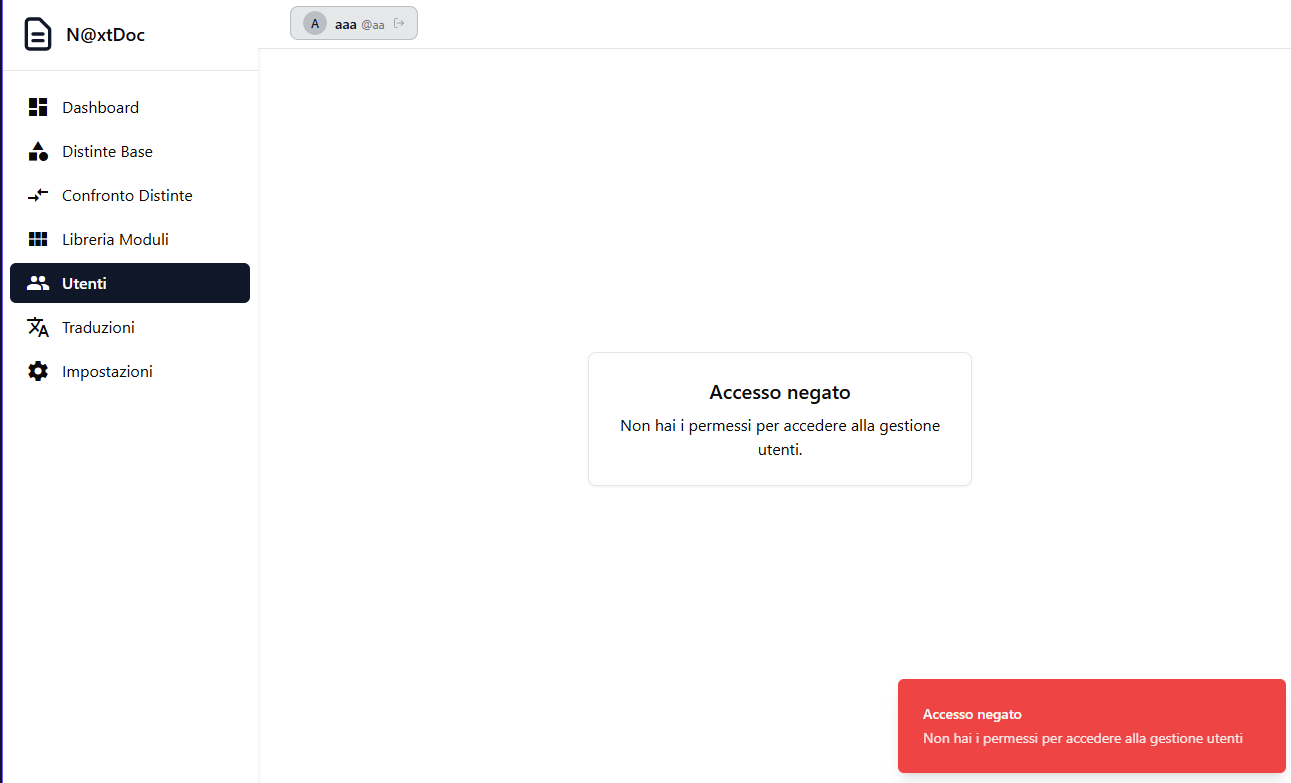 N@xtDoc
A aaa @aa
Dashboard
Distinte Base
Confronto Distinte
Libreria Moduli
Utenti
Traduzioni
Impostazioni
Accesso negato
Non hai i permessi per accedere alla gestione
utenti.
Accesso negato
Non hai i permessi per accedere alla gestione utenti